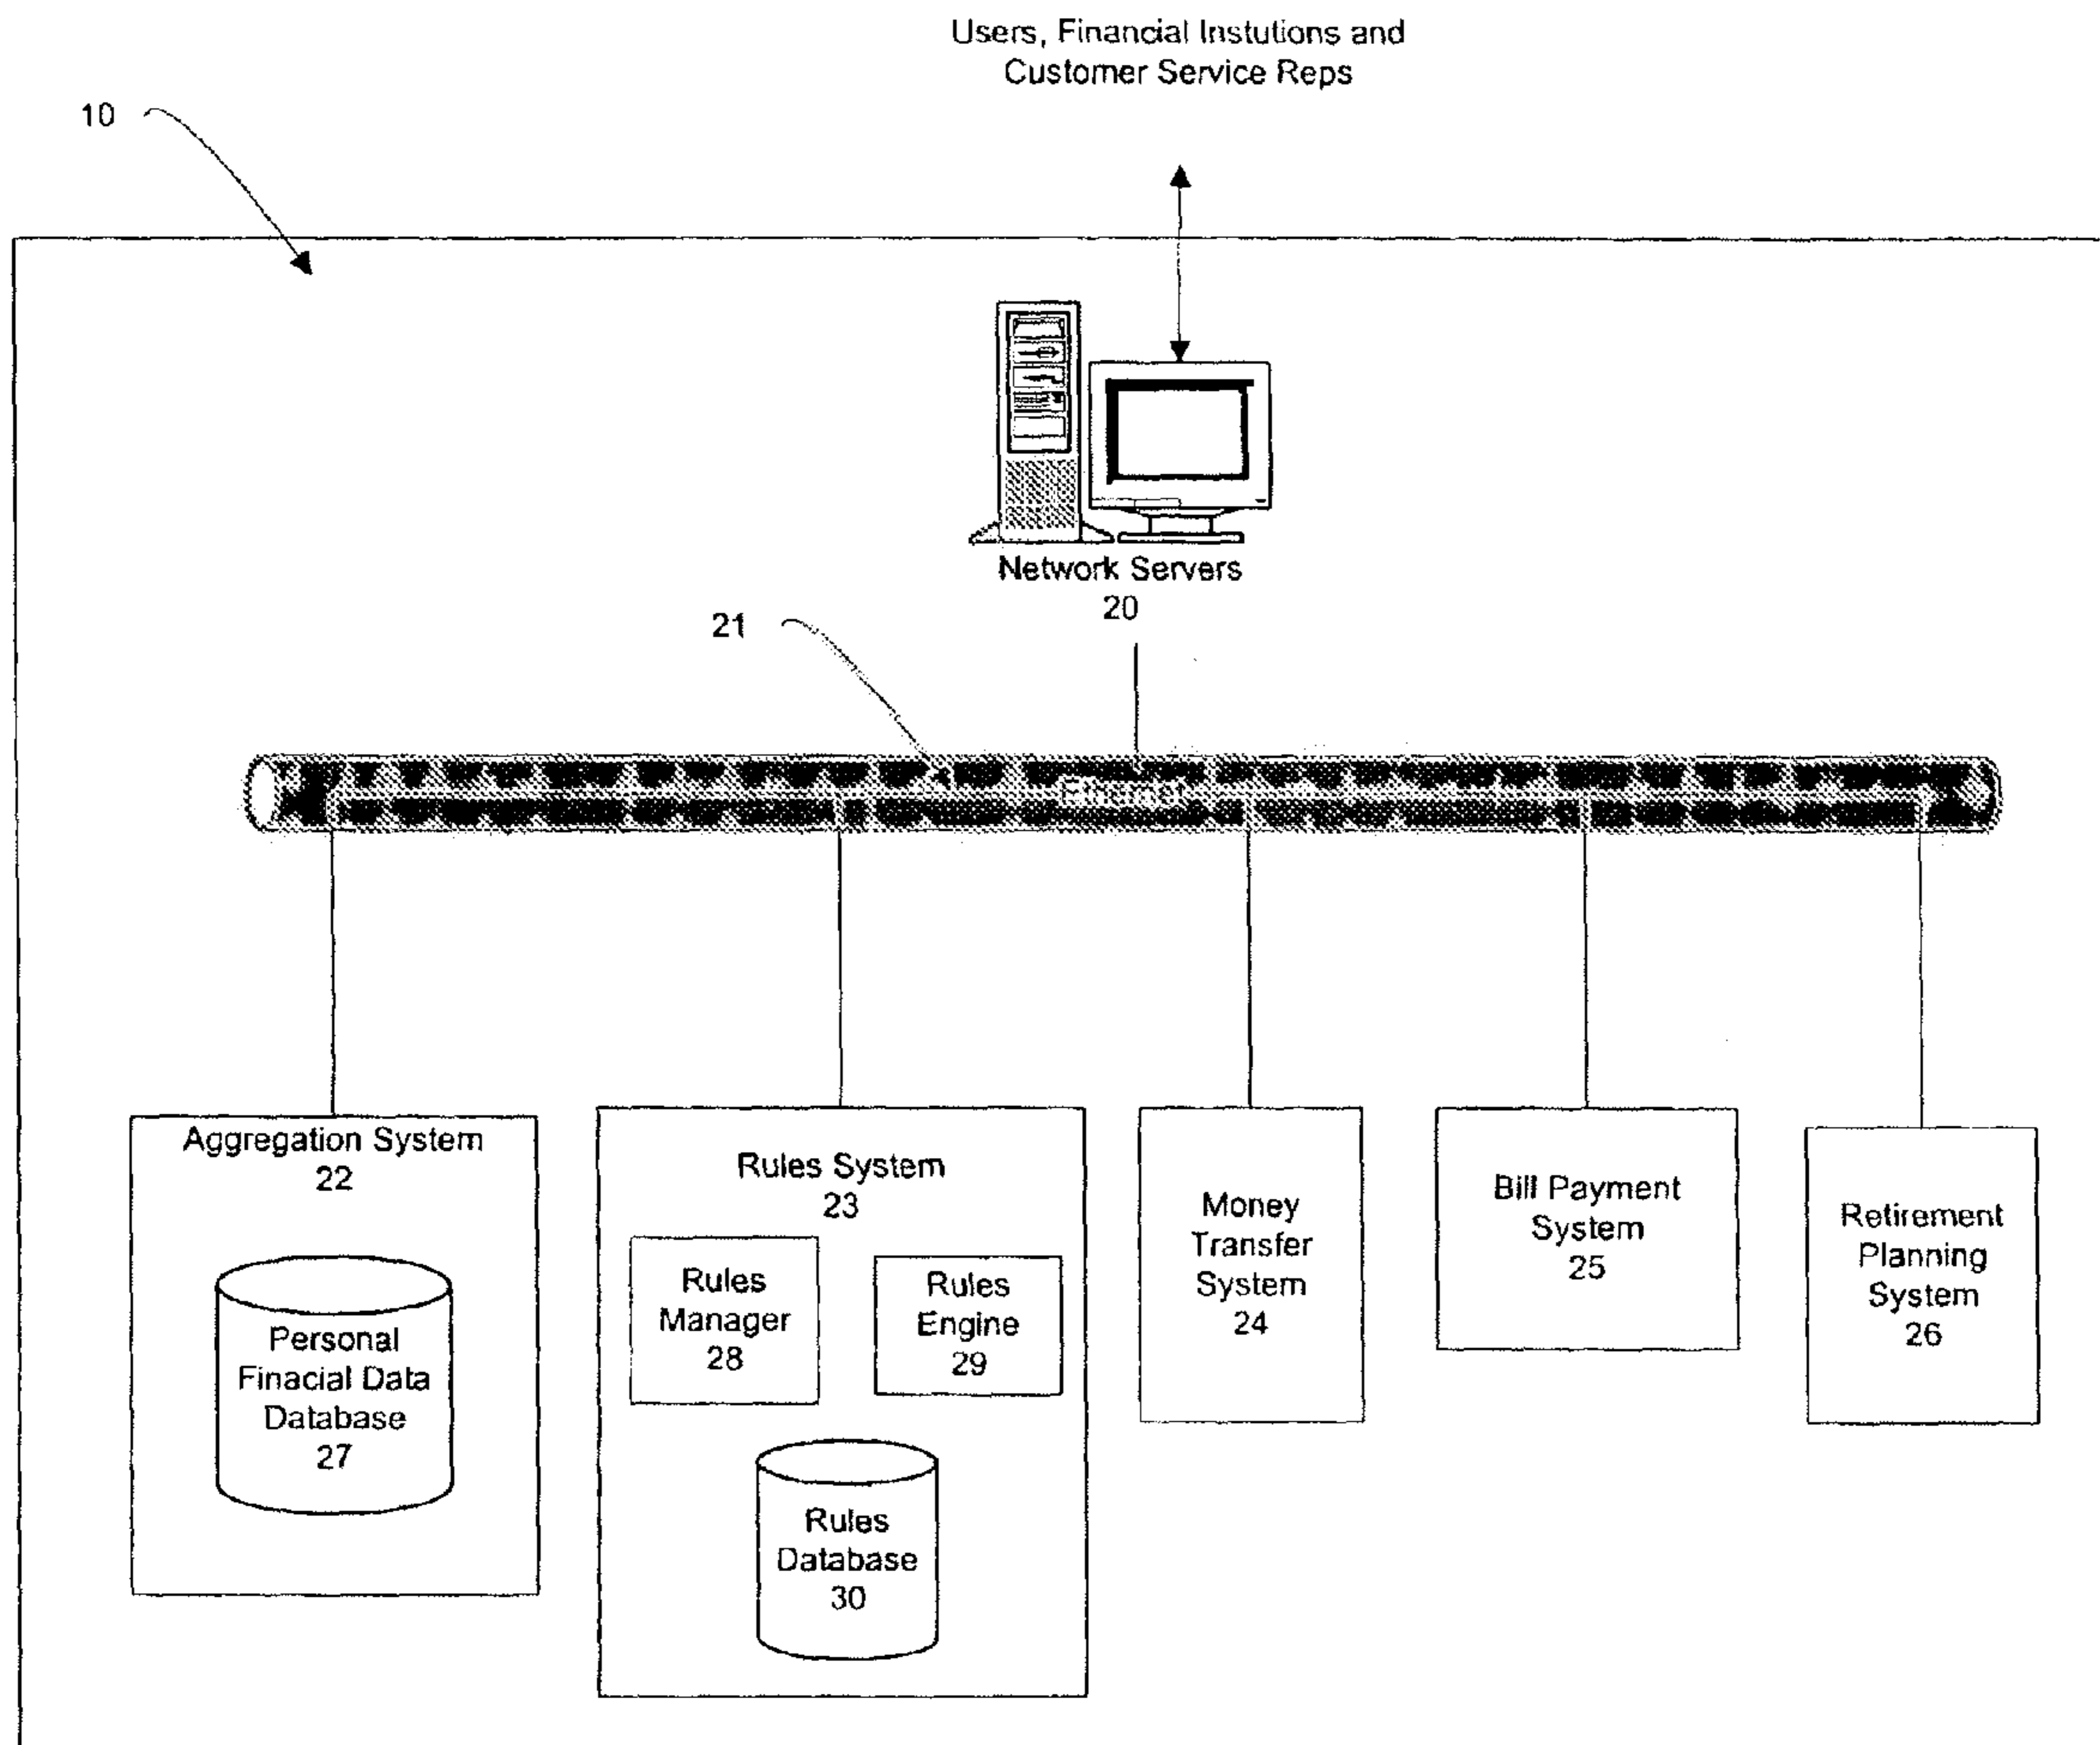 Users, Financial Instutions and
Customer Service Reps
10
Network Servers
20
21
Ethernet
Aggregation System
22
Personal
Finacial Data
Database
27
Rules System
23
Rules
Manager
28
Rules
Engine
29
Rules
Database
30
Money
Transfer
System
24
Bill Payment
System
25
Retirement
Planning
System
26